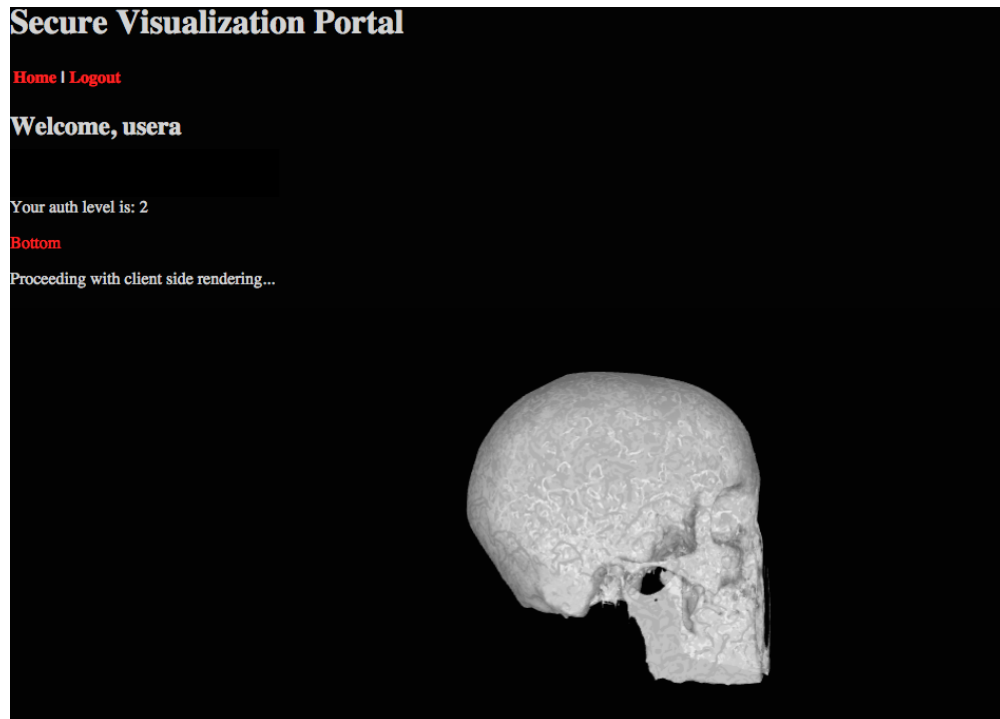 Secure Visualization Portal
Home | Logout
Welcome, usera
Your auth level is: 2
Bottom
Proceeding with client side rendering...